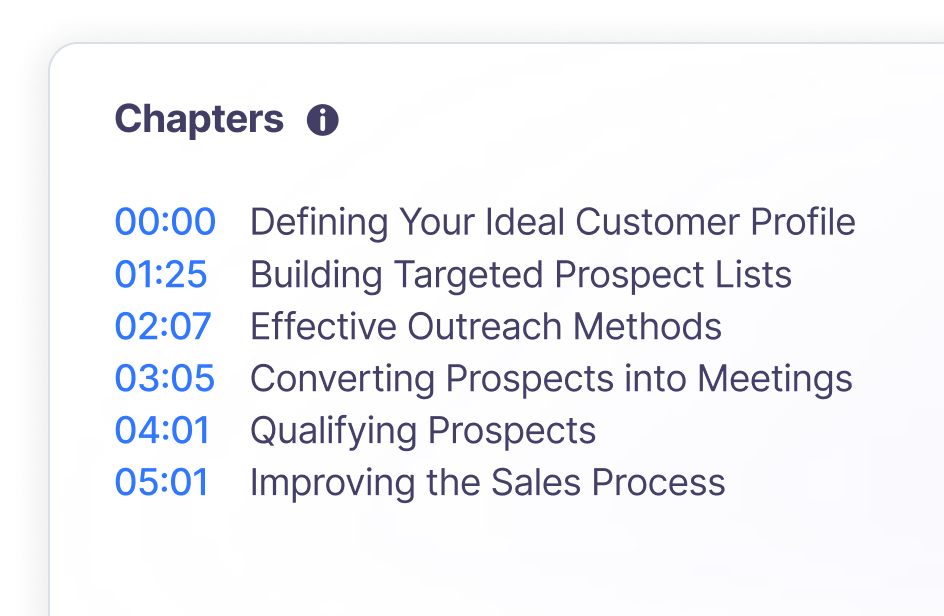 Chapters
00:00 Defining Your Ideal Customer Profile
01:25 Building Targeted Prospect Lists
02:07 Effective Outreach Methods
03:05 Converting Prospects into Meetings
04:01 Qualifying Prospects
05:01 Improving the Sales Process